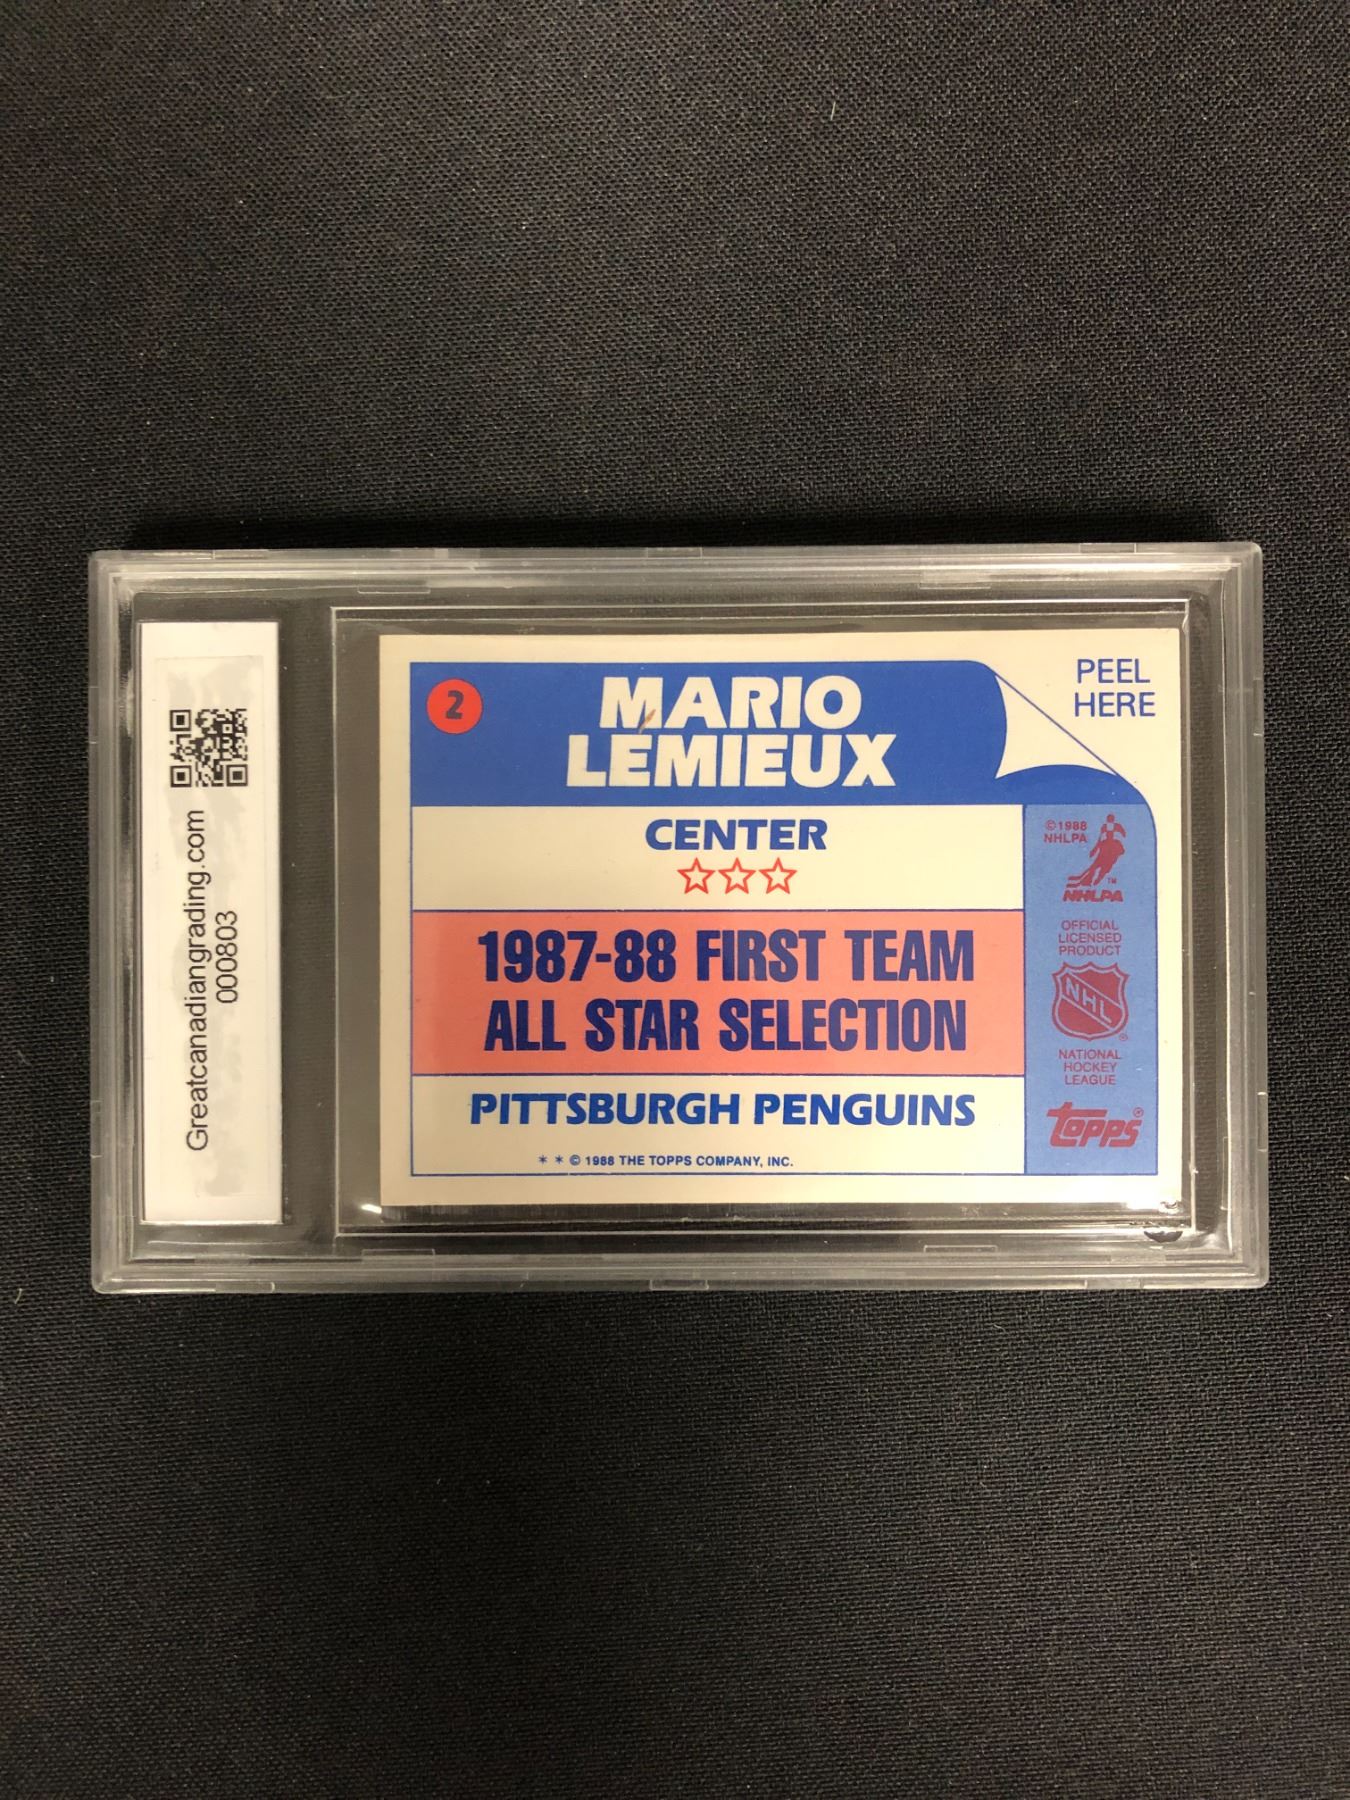 Greatcanadiangrading.com
000803
2
MARIO
LEMIEUX
PEEL
HERE
CENTER
1987-88 FIRST TEAM
ALL STAR SELECTION
PITTSBURGH PENGUINS
* * © 1988 THE TOPPS COMPANY, INC.
©1988
NHLPA
TM
NHLPA
OFFICIAL
LICENSED
PRODUCT
NHL
®
NATIONAL
HOCKEY
LEAGUE
TOPPS®